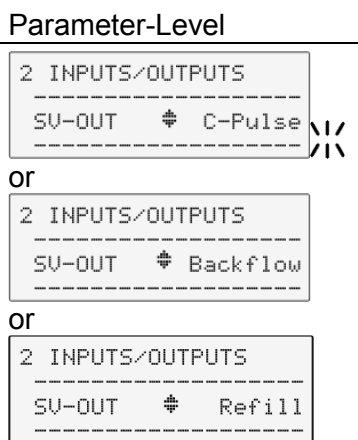 Parameter-Level
2 INPUTS/OUTPUTS
SV-OUT C-Pulse
or
2 INPUTS/OUTPUTS
SV-OUT Backflow
or
2 INPUTS/OUTPUTS
SV-OUT Refill